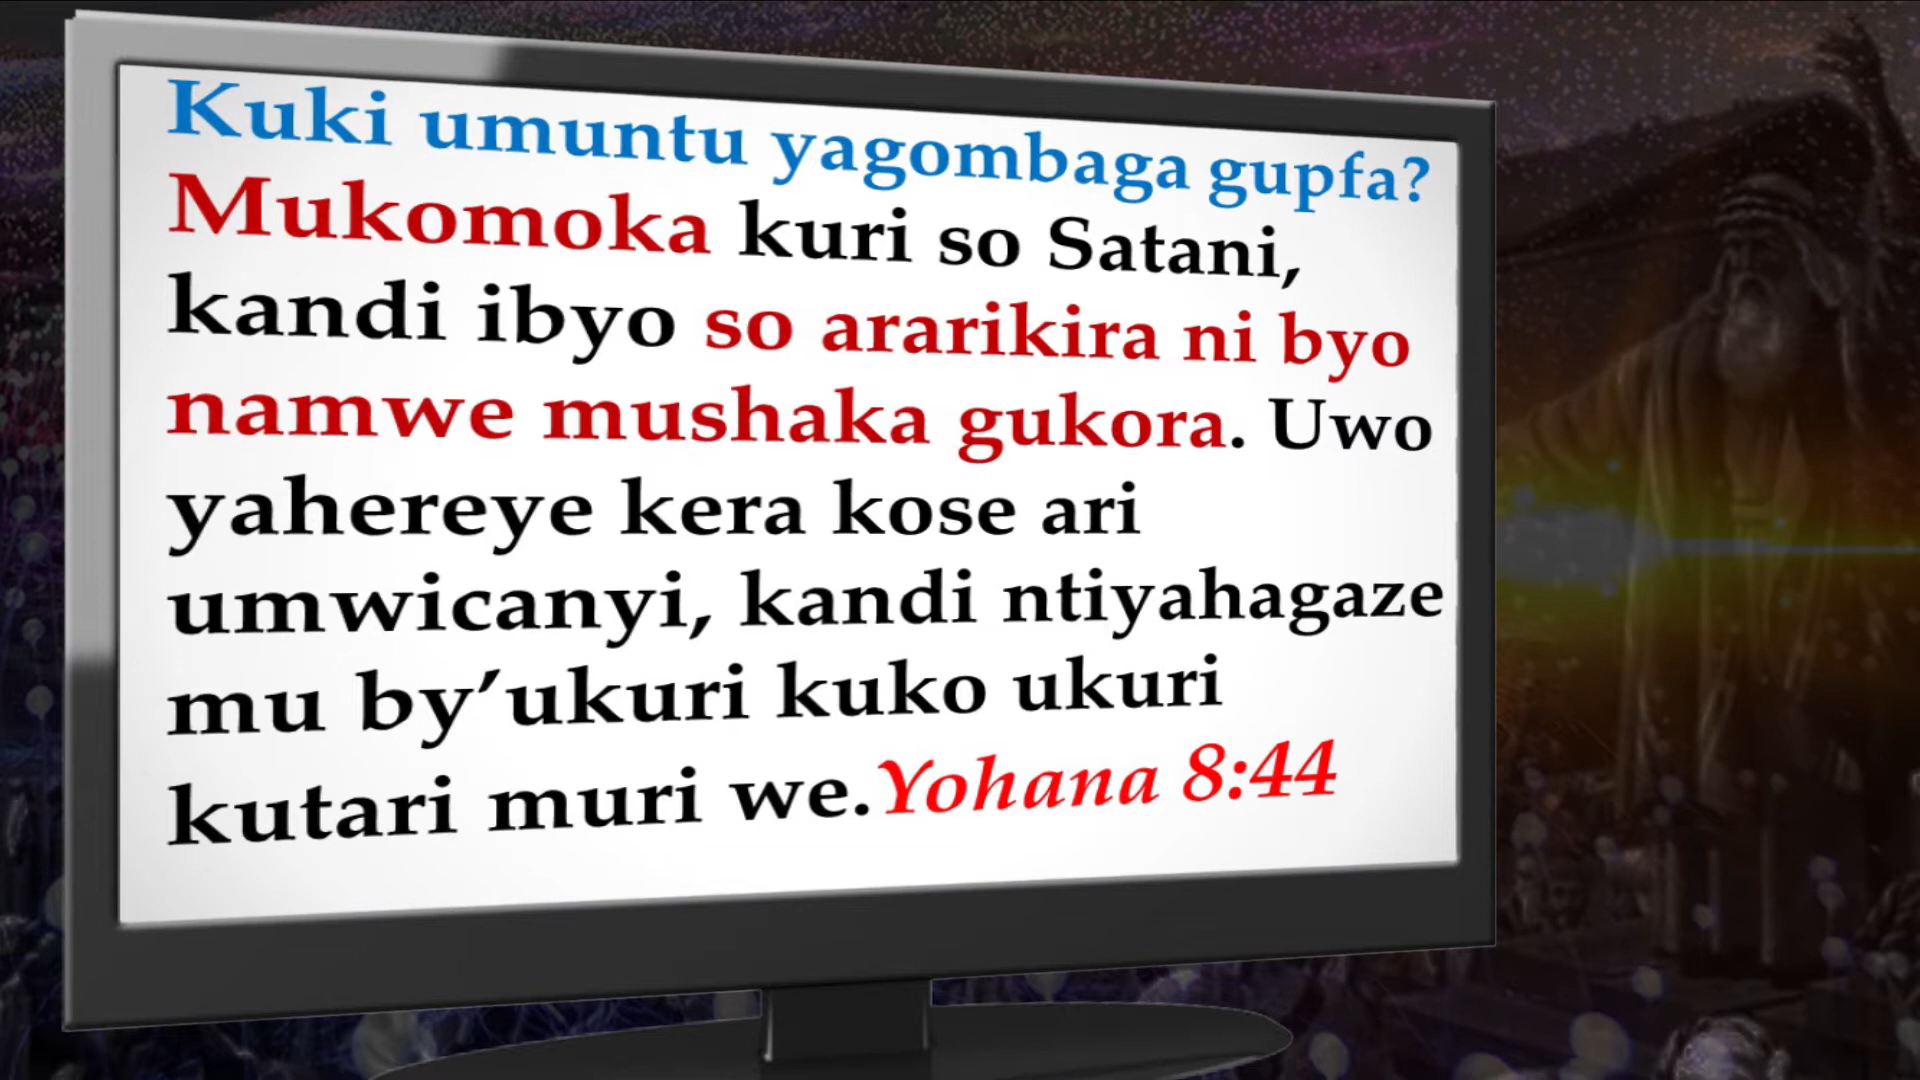 Kuki umuntu yagombaga gupfa?
Mukomoka kuri so Satani,
kandi ibyo so ararikira ni byo
namwe mushaka gukora. Uwo
yahereye kera kose ari
umwicanyi, kandi ntiyahagaze
mu by’ukuri kuko ukuri
kutari muri we.Yohana 8:44